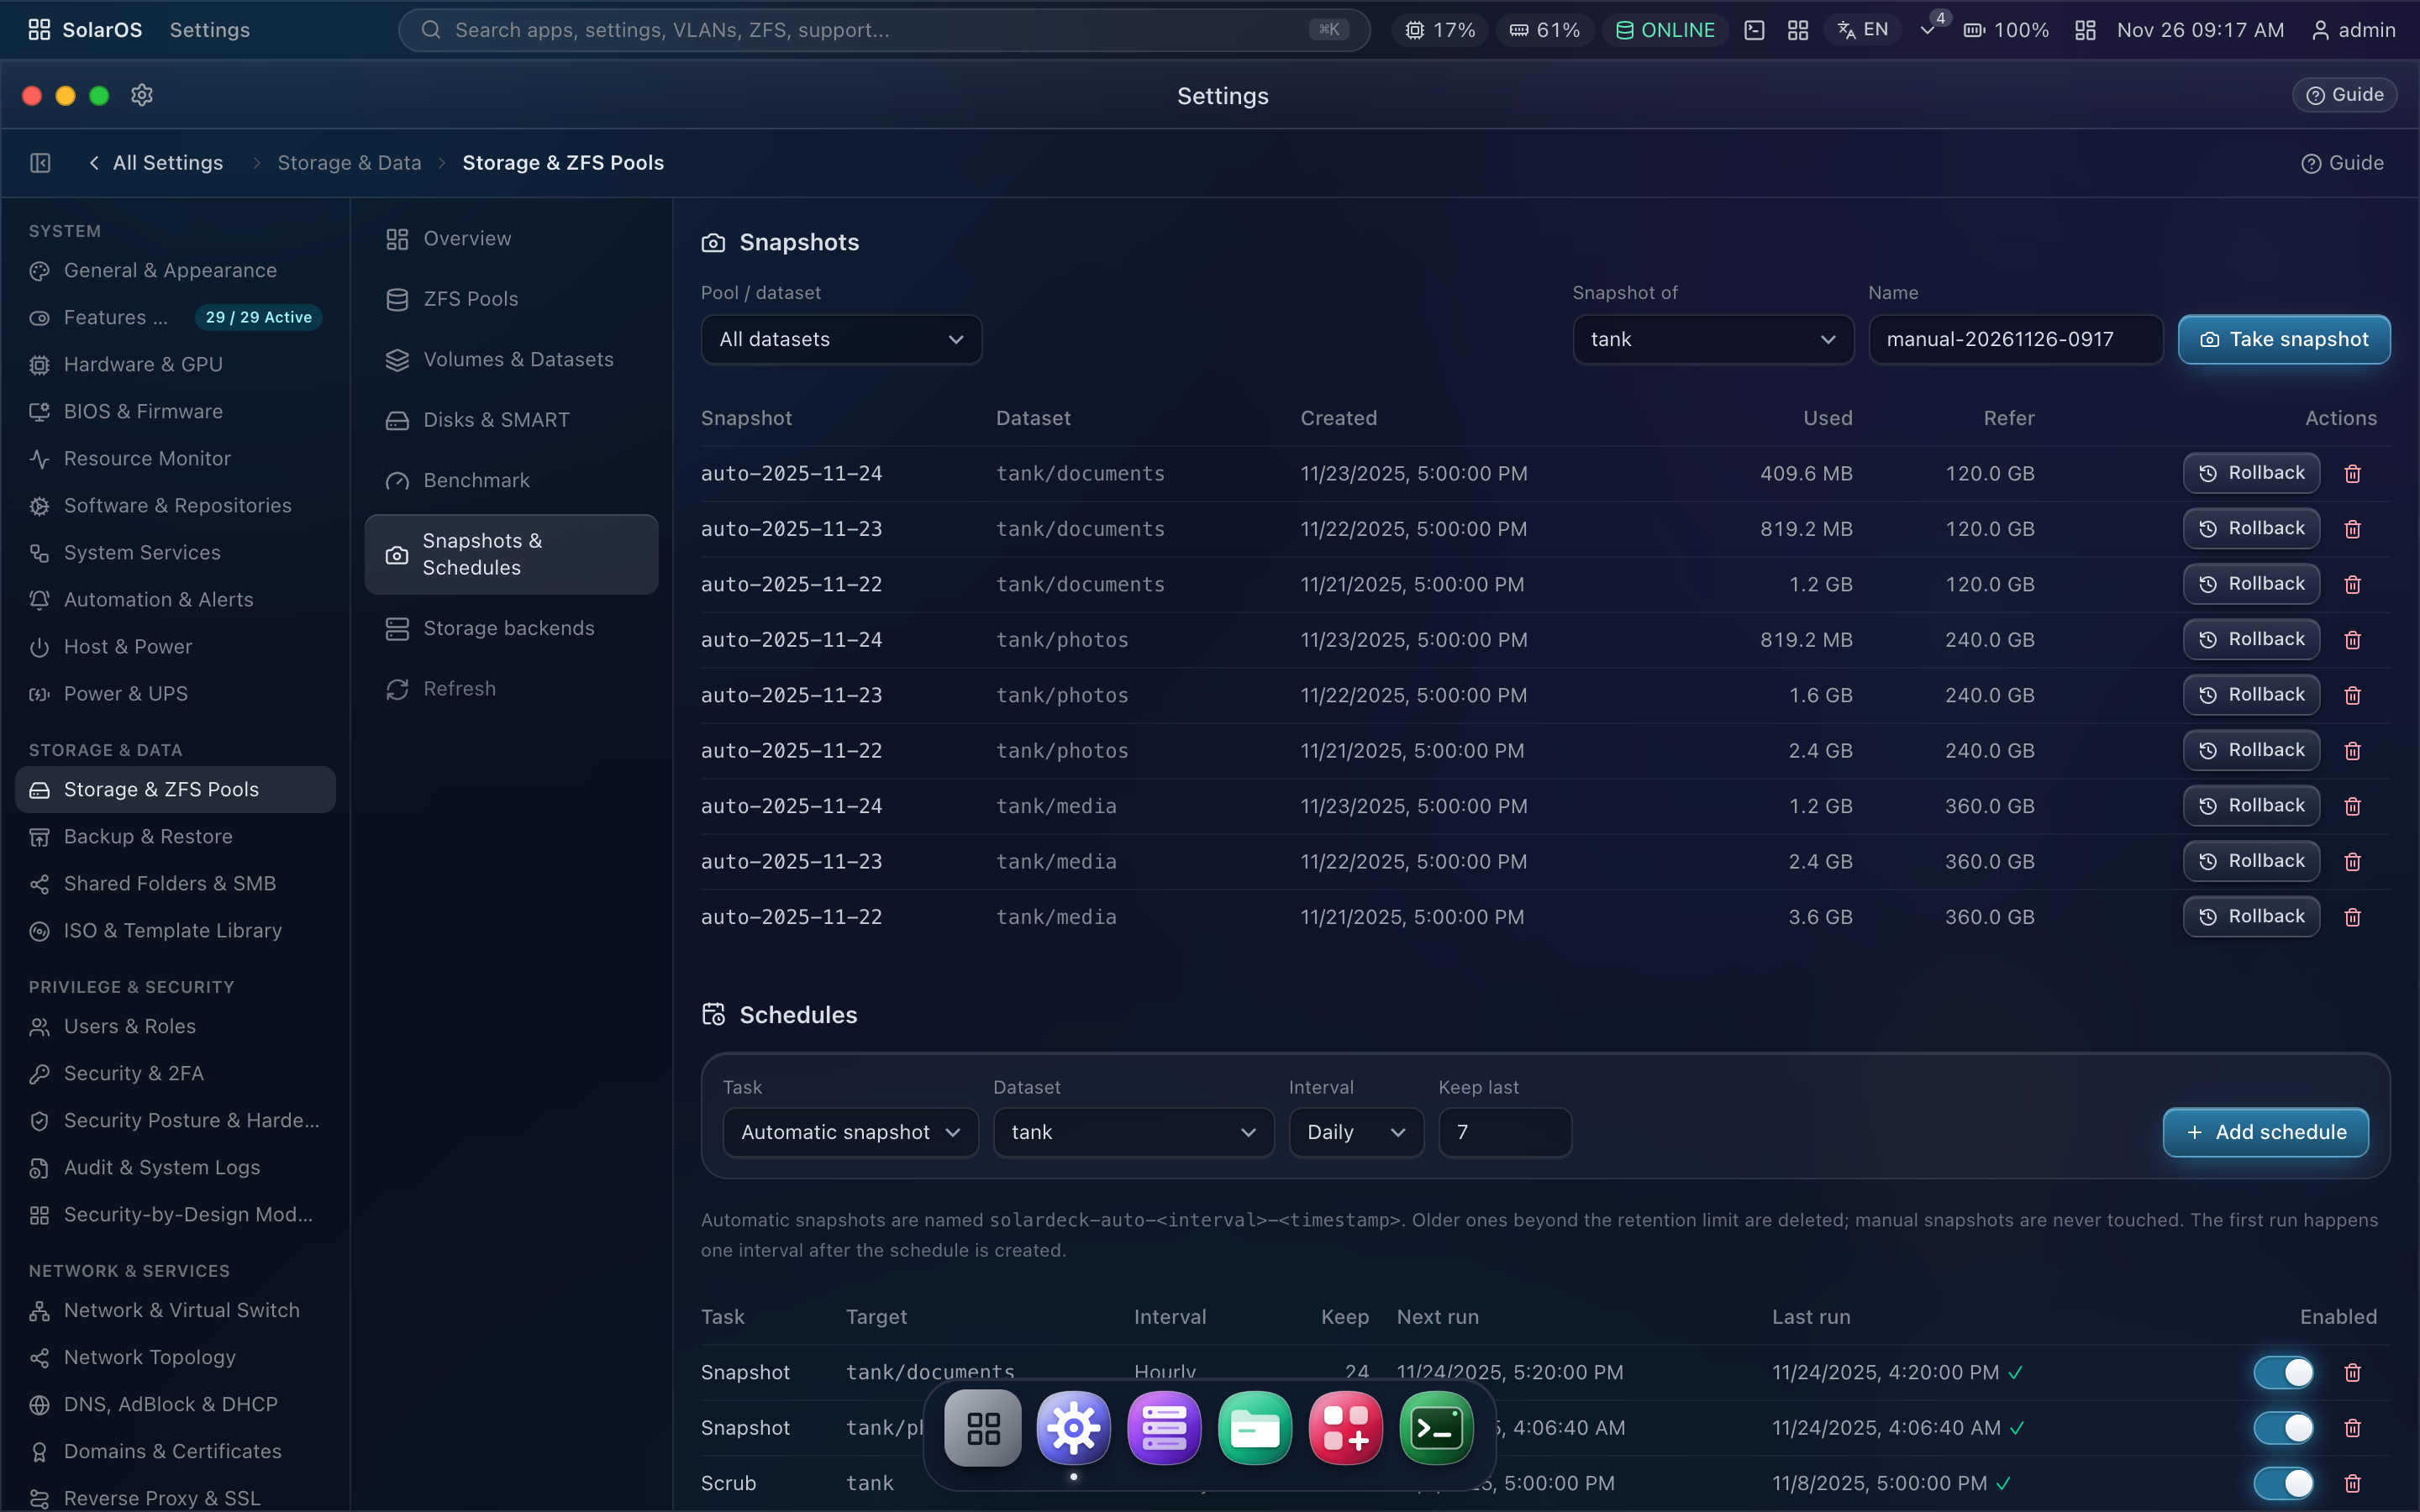 SolarOS Settings Search apps, settings, VLANs, ZFS, support... ⌘K 17% 61% ONLINE EN 4 100% Nov 26 09:17 AM admin
Settings Guide
All Settings Storage & Data Storage & ZFS Pools Guide
SYSTEM
General & Appearance
Features ... 29 / 29 Active
Hardware & GPU
BIOS & Firmware
Resource Monitor
Software & Repositories
System Services
Automation & Alerts
Host & Power
Power & UPS
STORAGE & DATA
Storage & ZFS Pools
Backup & Restore
Shared Folders & SMB
ISO & Template Library
PRIVILEGE & SECURITY
Users & Roles
Security & 2FA
Security Posture & Harde...
Audit & System Logs
Security-by-Design Mod...
NETWORK & SERVICES
Network & Virtual Switch
Network Topology
DNS, AdBlock & DHCP
Domains & Certificates
Reverse Proxy & SSL
Overview
ZFS Pools
Volumes & Datasets
Disks & SMART
Benchmark
Snapshots &
Schedules
Storage backends
Refresh
Snapshots
Pool / dataset Snapshot of Name
All datasets tank manual-20261126-0917 Take snapshot
Snapshot Dataset Created Used Refer Actions
auto-2025-11-24 tank/documents 11/23/2025, 5:00:00 PM 409.6 MB 120.0 GB Rollback
auto-2025-11-23 tank/documents 11/22/2025, 5:00:00 PM 819.2 MB 120.0 GB Rollback
auto-2025-11-22 tank/documents 11/21/2025, 5:00:00 PM 1.2 GB 120.0 GB Rollback
auto-2025-11-24 tank/photos 11/23/2025, 5:00:00 PM 819.2 MB 240.0 GB Rollback
auto-2025-11-23 tank/photos 11/22/2025, 5:00:00 PM 1.6 GB 240.0 GB Rollback
auto-2025-11-22 tank/photos 11/21/2025, 5:00:00 PM 2.4 GB 240.0 GB Rollback
auto-2025-11-24 tank/media 11/23/2025, 5:00:00 PM 1.2 GB 360.0 GB Rollback
auto-2025-11-23 tank/media 11/22/2025, 5:00:00 PM 2.4 GB 360.0 GB Rollback
auto-2025-11-22 tank/media 11/21/2025, 5:00:00 PM 3.6 GB 360.0 GB Rollback
Schedules
Task Dataset Interval Keep last
Automatic snapshot tank Daily 7 Add schedule
Automatic snapshots are named solardeck-auto-<interval>-<timestamp>. Older ones beyond the retention limit are deleted; manual snapshots are never touched. The first run happens
one interval after the schedule is created.
Task Target Interval Keep Next run Last run Enabled
Snapshot tank/documents Hourly 24 11/24/2025, 5:20:00 PM 11/24/2025, 4:20:00 PM
Snapshot 4:06:40 AM 11/24/2025, 4:06:40 AM
Scrub tank 5:00:00 PM 11/8/2025, 5:00:00 PM